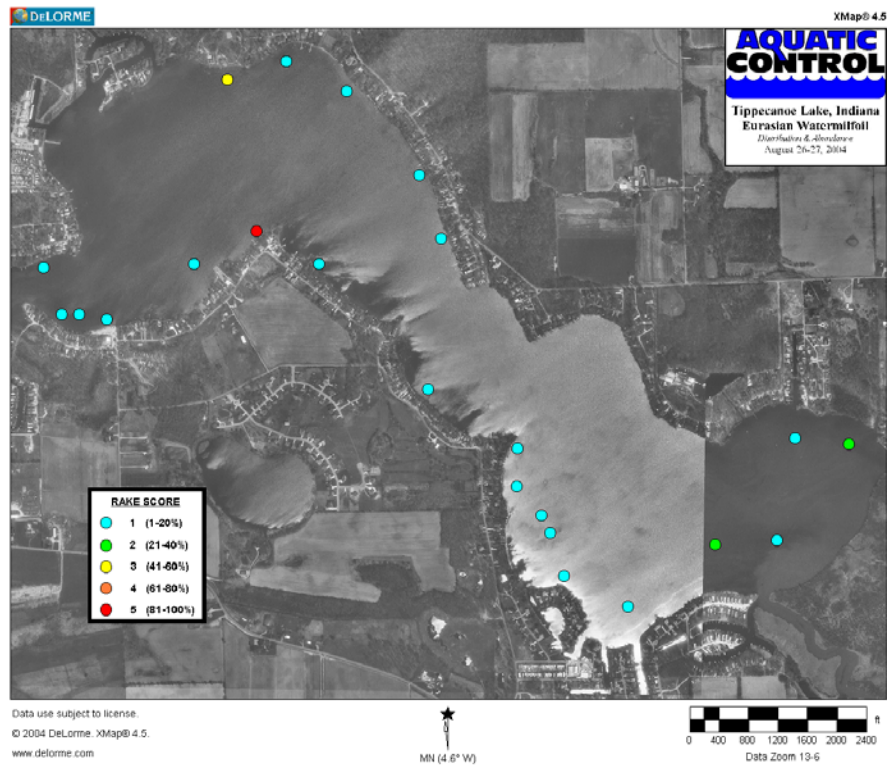 DELORME
XMap® 4.5
AQUATIC
CONTROL
Tippecanoe Lake, Indiana
Eurasian Watermilfoil
Distribution & Abundance
August 26-27, 2004
RAKE SCORE
1 (1-20%)
2 (21-40%)
3 (41-60%)
4 (61-80%)
5 (81-100%)
Data use subject to license.
© 2004 DeLorme. XMap® 4.5.
www.delorme.com
MN (4.6° W)
ft
0 400 800 1200 1600 2000 2400
Data Zoom 13-6